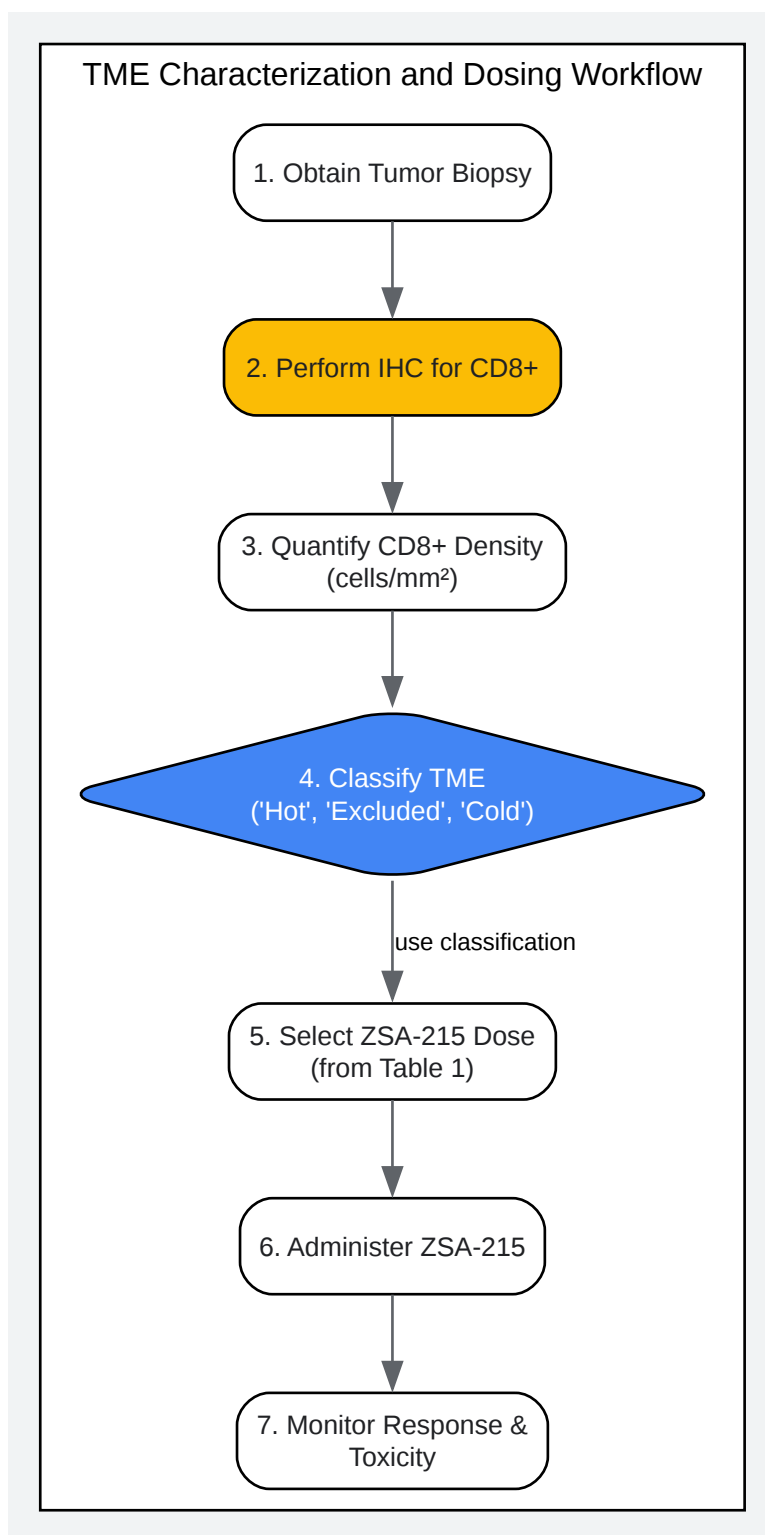 TME Characterization and Dosing Workflow
1. Obtain Tumor Biopsy
2. Perform IHC for CD8+
3. Quantify CD8+ Density
(cells/mm²)
4. Classify TME
('Hot', 'Excluded', 'Cold')
use classification
5. Select ZSA-215 Dose
(from Table 1)
6. Administer ZSA-215
7. Monitor Response &
Toxicity